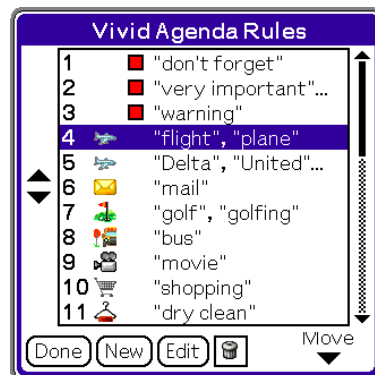 Vivid Agenda Rules
1 "don't forget"
2 "very important"...
3 "warning"
4 "flight", "plane"
5 "Delta", "United"...
6 "mail"
7 "golf", "golfing"
8 "bus"
9 "movie"
10 "shopping"
11 "dry clean"
Done New Edit Move